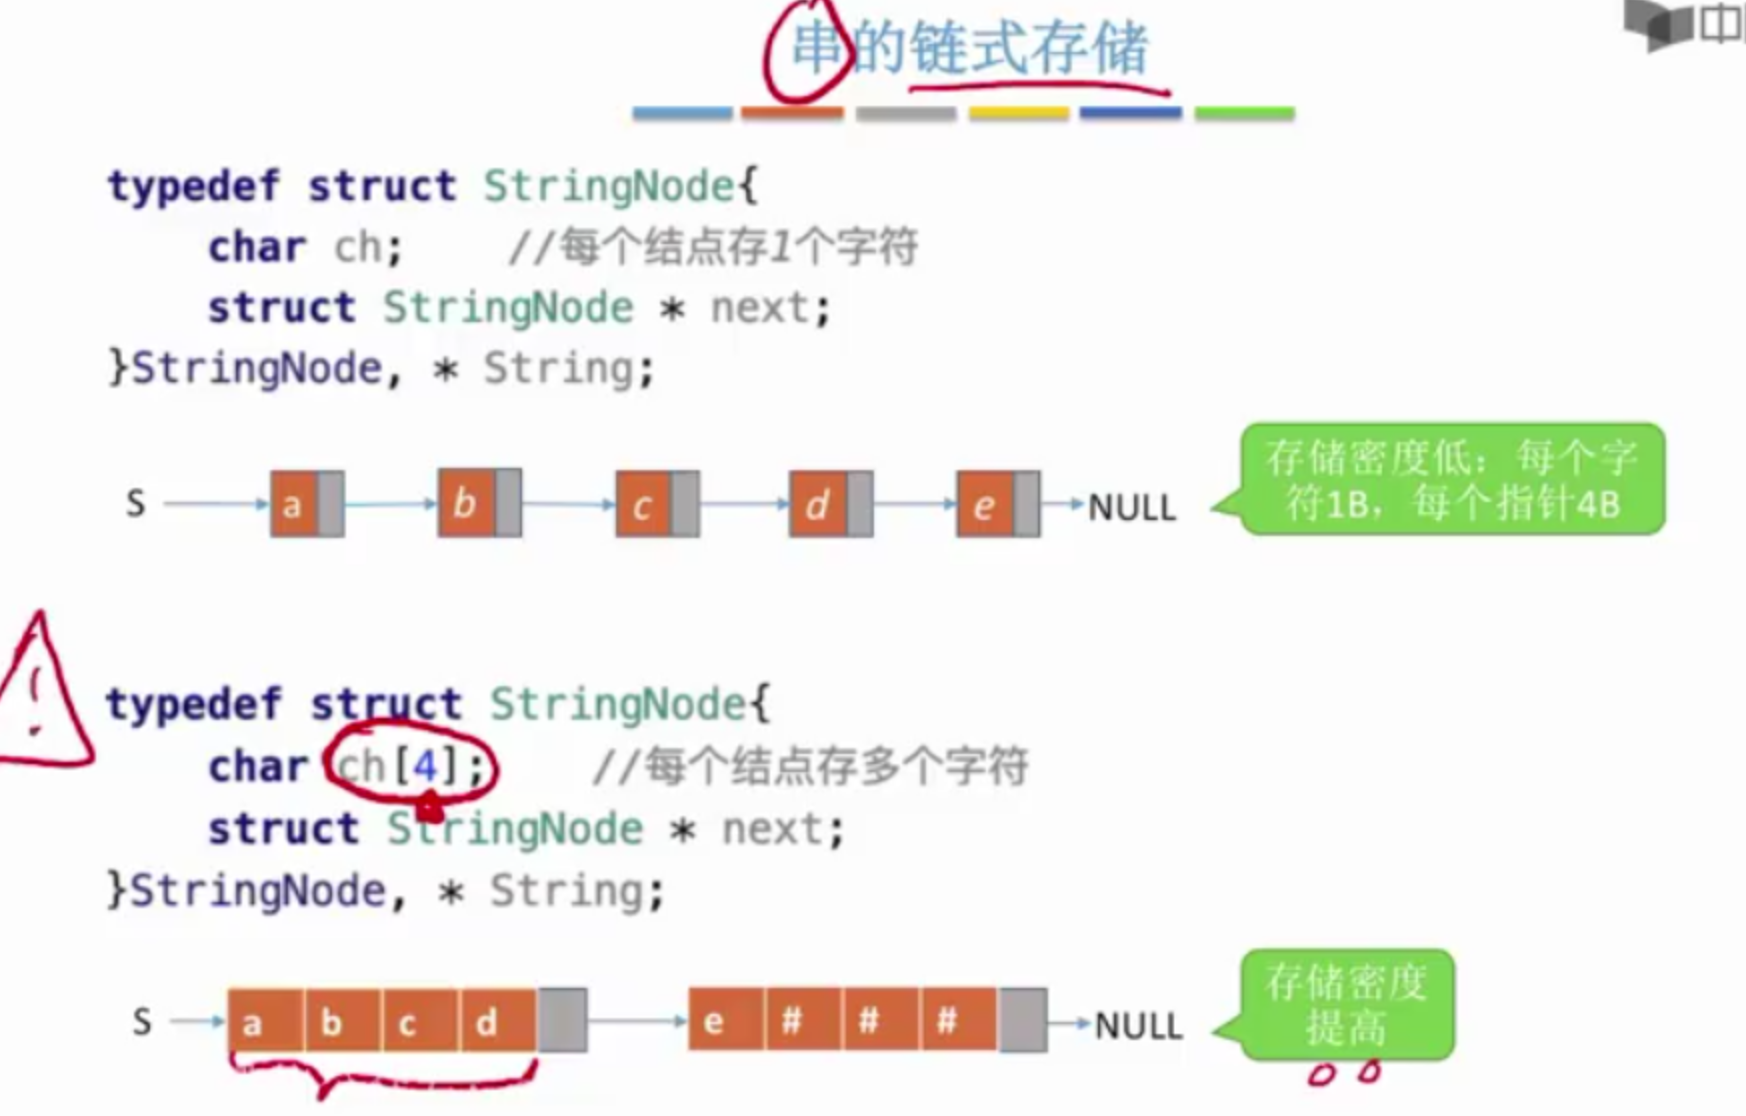 串的链式存储
中
typedef struct StringNode{
char ch; //每个结点存1个字符
struct StringNode * next;
}StringNode, * String;
S a b c d e NULL
存储密度低：每个字
符1B，每个指针4B
typedef struct StringNode{
char ch[4]; //每个结点存多个字符
struct StringNode * next;
}StringNode, * String;
S a b c d e # # # NULL
存储密度
提高